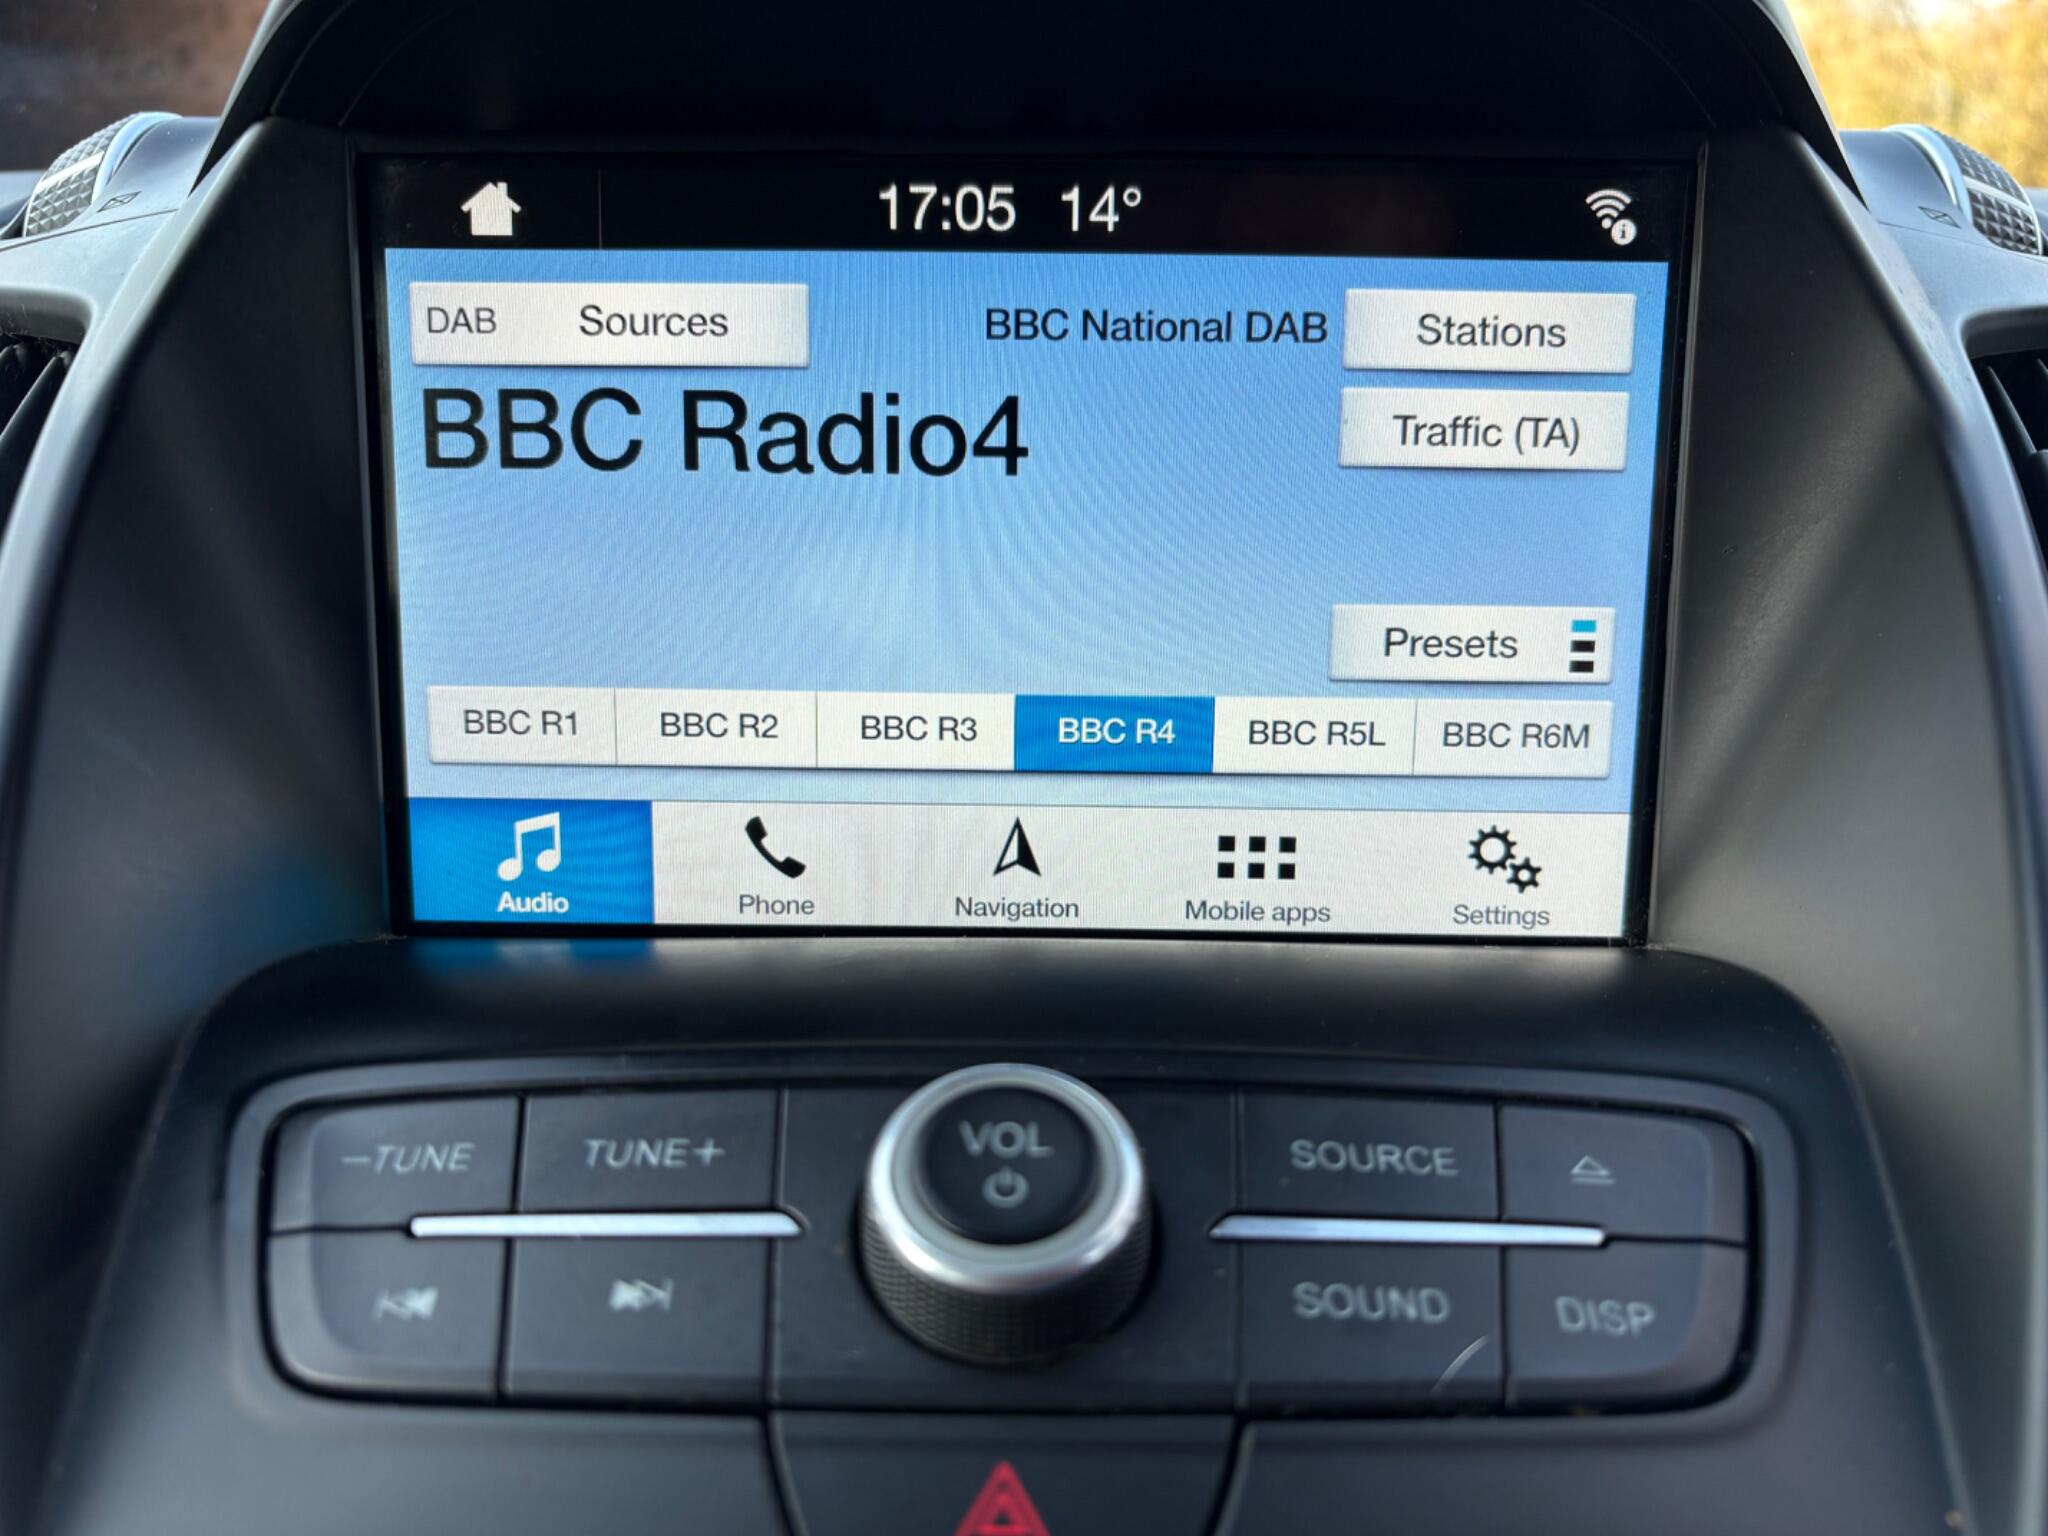 17:05 14°
DAB Sources
BBC National DAB
Stations
BBC Radio4
Traffic (TA)
Presets
BBC R1
BBC R2
BBC R3
BBC R4
BBC R5L
BBC R6M
Audio
Phone
Navigation
Mobile apps
Settings
-TUNE
TUNE+
VOL
SOURCE
SOUND
DISP